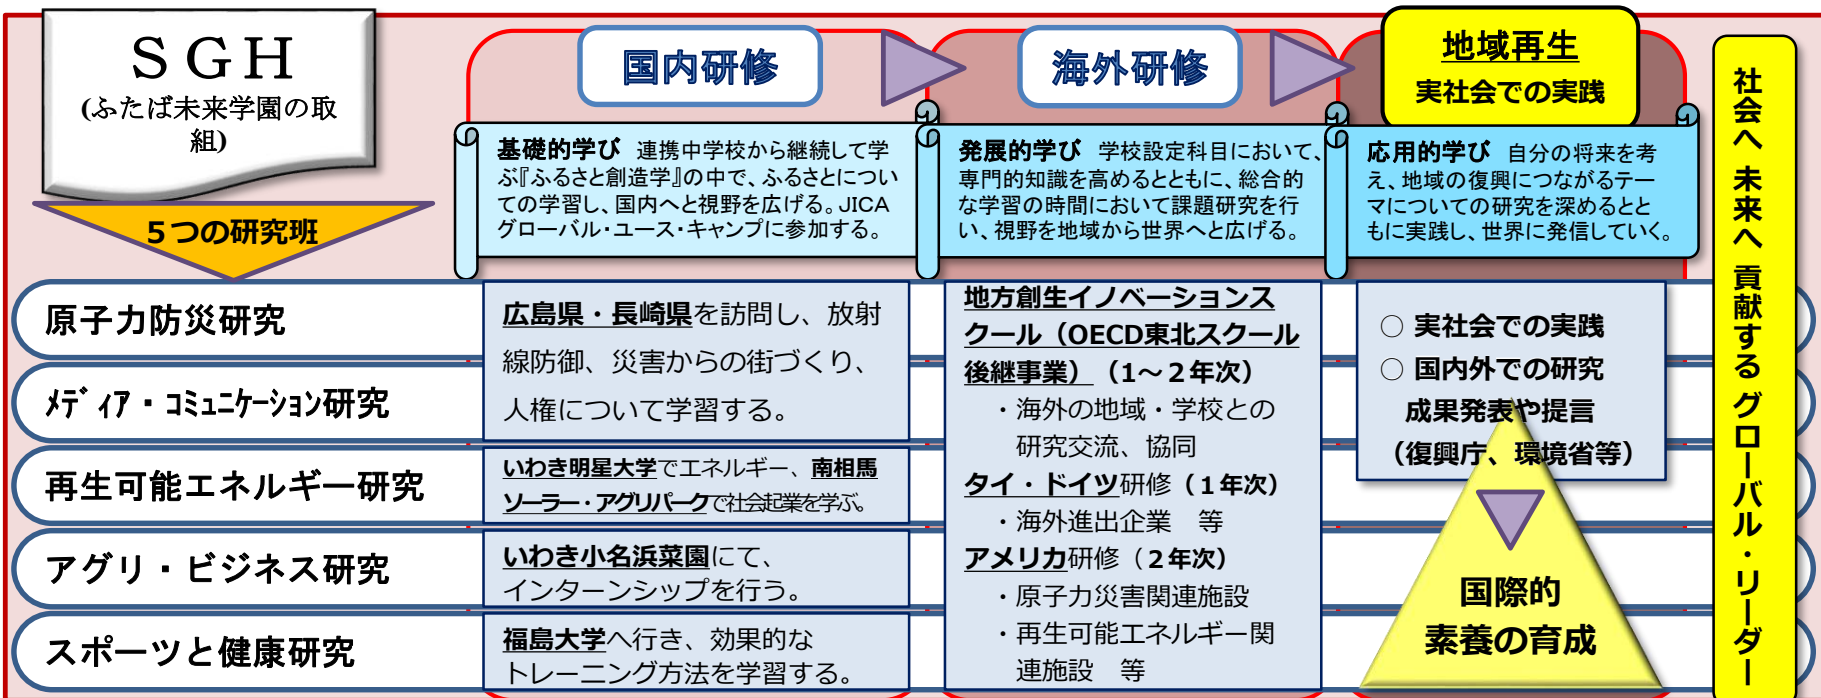 ＳＧＨ
(ふたば未来学園の取
組)
５つの研究班
国内研修
海外研修
地域再生
実社会での実践
基礎的学び　連携中学校から継続して学
ぶ『ふるさと創造学』の中で、ふるさとについ
ての学習し、国内へと視野を広げる。JICA
グローバル・ユース・キャンプに参加する。
発展的学び　学校設定科目において、
専門的知識を高めるとともに、総合的
な学習の時間において課題研究を行
い、視野を地域から世界へと広げる。
応用的学び　自分の将来を考
え、地域の復興につながるテー
マについての研究を深めるとと
もに実践し、世界に発信していく。
原子力防災研究
ﾒﾃﾞｨｱ・ｺﾐｭﾆｹｰｼｮﾝ研究
再生可能エネルギー研究
アグリ・ビジネス研究
スポーツと健康研究
広島県・長崎県を訪問し、放射
線防御、災害からの街づくり、
人権について学習する。
いわき明星大学でエネルギー、南相馬
ソーラー・アグリパークで社会起業を学ぶ。
いわき小名浜菜園にて、
インターンシップを行う。
福島大学へ行き、効果的な
トレーニング方法を学習する。
地方創生イノベーションス
クール（OECD東北スクール
後継事業）（1～２年次）
・海外の地域・学校との
研究交流、協同
タイ・ドイツ研修（１年次）
・海外進出企業　等
アメリカ研修（２年次）
・原子力災害関連施設
・再生可能エネルギー関
連施設　等
○ 実社会での実践
○ 国内外での研究
成果発表や提言
（復興庁、環境省等）
国際的
素養の育成
社会へ 未来へ 貢献する グローバル・リーダー